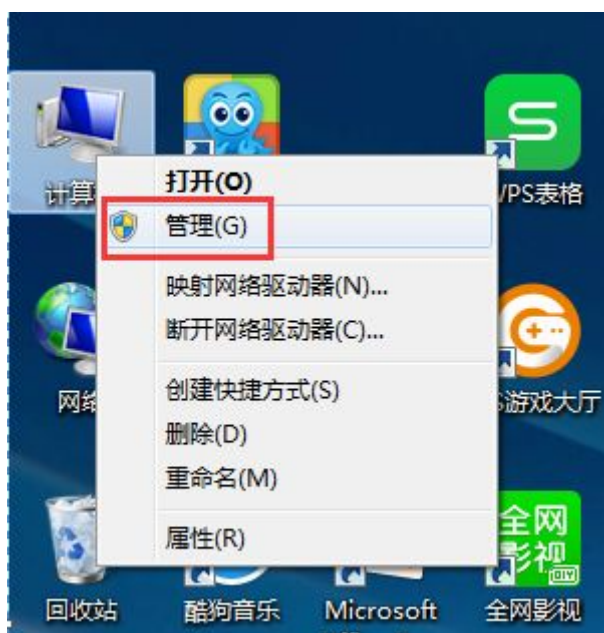 计算
打开(O)
管理(G)
映射网络驱动器(N)...
断开网络驱动器(C)...
创建快捷方式(S)
删除(D)
重命名(M)
属性(R)
S
PS表格
网络
游戏大厅
全网
影视
DIY
回收站
酷狗音乐
Microsoft
全网影视